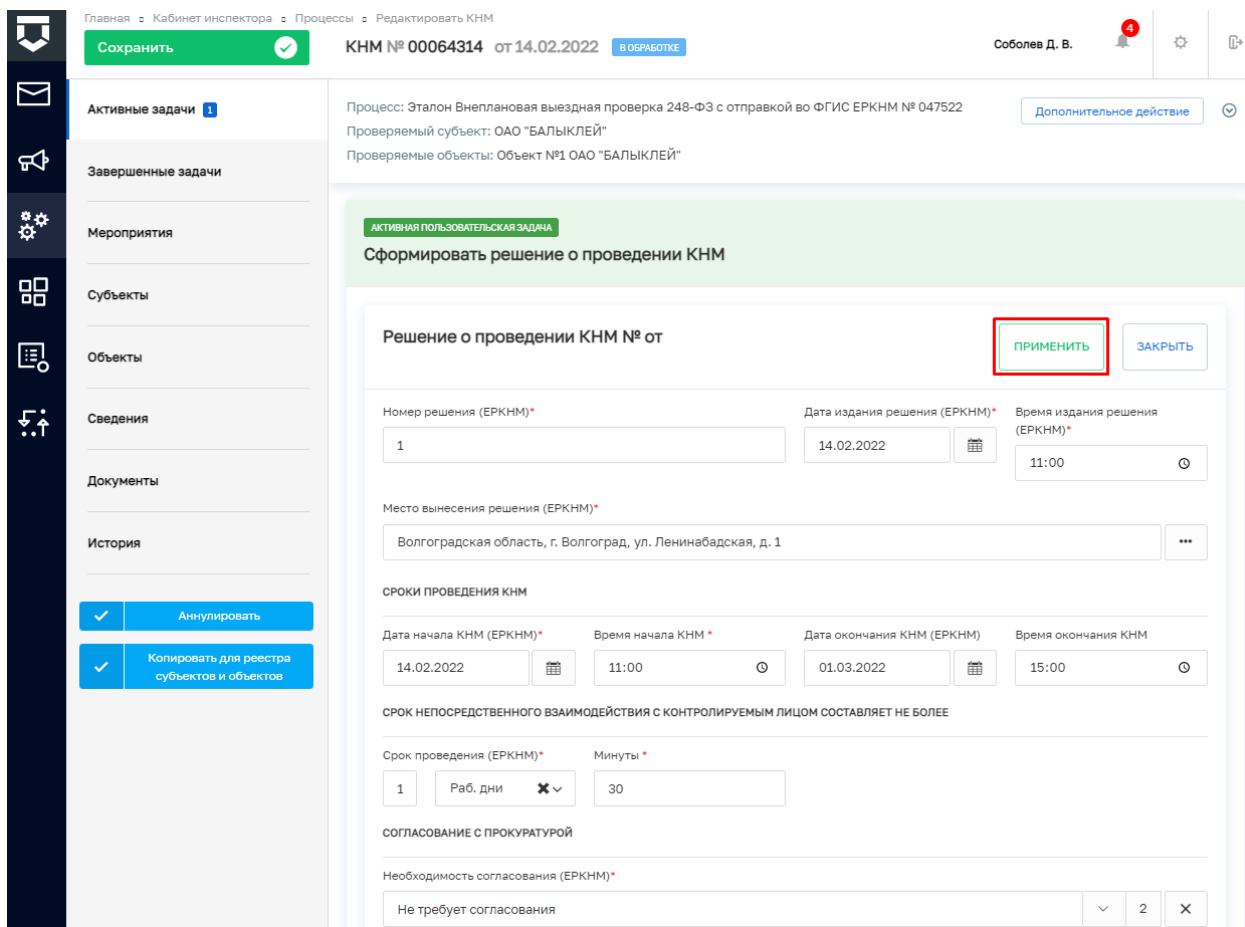 Главная Кабинет инспектора Процессы Редактировать КНМ
Сохранить
КНМ № 00064314 от 14.02.2022 В ОБРАБОТКЕ
Соболев Д. В.
4
Активные задачи 1
Завершенные задачи
Мероприятия
Субъекты
Объекты
Сведения
Документы
История
Аннулировать
Копировать для реестра
субъектов и объектов
Процесс: Эталон Внеплановая выездная проверка 248-ФЗ с отправкой во ФГИС ЕРКНМ № 047522
Проверяемый субъект: ОАО "БАЛЫКЛЕЙ"
Проверяемые объекты: Объект №1 ОАО "БАЛЫКЛЕЙ"
Дополнительное действие
АКТИВНАЯ ПОЛЬЗОВАТЕЛЬСКАЯ ЗАДАЧА
Сформировать решение о проведении КНМ
Решение о проведении КНМ № от
ПРИМЕНИТЬ
ЗАКРЫТЬ
Номер решения (ЕРКНМ)*
1
Дата издания решения (ЕРКНМ)*
14.02.2022
Время издания решения
(ЕРКНМ)*
11:00
Место вынесения решения (ЕРКНМ)*
Волгоградская область, г. Волгоград, ул. Ленинабадская, д. 1
СРОКИ ПРОВЕДЕНИЯ КНМ
Дата начала КНМ (ЕРКНМ)* Время начала КНМ * Дата окончания КНМ (ЕРКНМ) Время окончания КНМ
14.02.2022 11:00 01.03.2022 15:00
СРОК НЕПОСРЕДСТВЕННОГО ВЗАИМОДЕЙСТВИЯ С КОНТРОЛИРУЕМЫМ ЛИЦОМ СОСТАВЛЯЕТ НЕ БОЛЕЕ
Срок проведения (ЕРКНМ)* Минуты *
1 Раб. дни 30
СОГЛАСОВАНИЕ С ПРОКУРАТУРОЙ
Необходимость согласования (ЕРКНМ)*
Не требует согласования 2